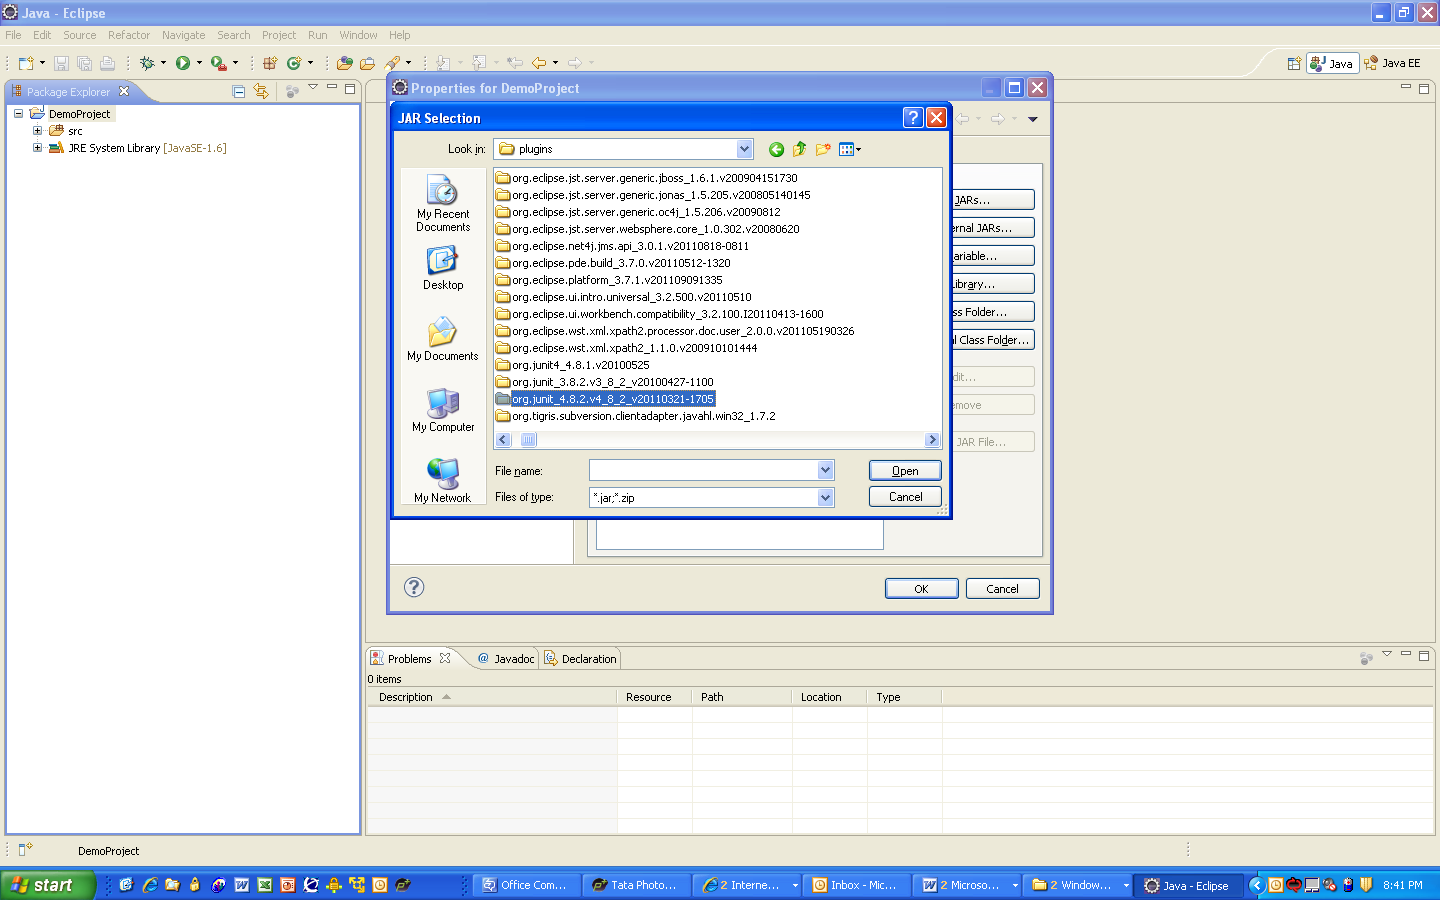 Java - Eclipse
File Edit Source Refactor Navigate Search Project Run Window Help
Java
Java EE
Package Explorer
DemoProject
src
JRE System Library [JavaSE-1.6]
Properties for DemoProject
JAR Selection
Look in: plugins
My Recent
Documents
Desktop
My Documents
My Computer
My Network
org.eclipse.jst.server.generic.jboss_1.6.1.v200904151730
org.eclipse.jst.server.generic.jonas_1.5.205.v200805140145
org.eclipse.jst.server.generic.oc4j_1.5.206.v20090812
org.eclipse.jst.server.websphere.core_1.0.302.v20080620
org.eclipse.net4j.jms.api_3.0.1.v20110818-0811
org.eclipse.pde.build_3.7.0.v20110512-1320
org.eclipse.platform_3.7.1.v201109091335
org.eclipse.ui.intro.universal_3.2.500.v20110510
org.eclipse.ui.workbench.compatibility_3.2.100.I20110413-1600
org.eclipse.wst.xml.xpath2.processor.doc.user_2.0.0.v201105190326
org.eclipse.wst.xml.xpath2_1.1.0.v200910101444
org.junit4_4.8.1.v20100525
org.junit_3.8.2.v3_8_2_v20100427-1100
org.junit_4.8.2.v4_8_2_v20110321-1705
org.tigris.subversion.clientadapter.javahl.win32_1.7.2
File name:
Files of type: *.jar;*.zip
Open
Cancel
JARs...
ernal JARs...
ariable...
ibrary...
ss Folder...
l Class Folder...
dit...
emove
JAR File...
OK
Cancel
Problems
Javadoc
Declaration
0 items
Description Resource Path Location Type
DemoProject
start
Office Com...
Tata Photo...
2 Interne...
Inbox - Mic...
2 Microso...
2 Window...
Java - Eclipse
8:41 PM